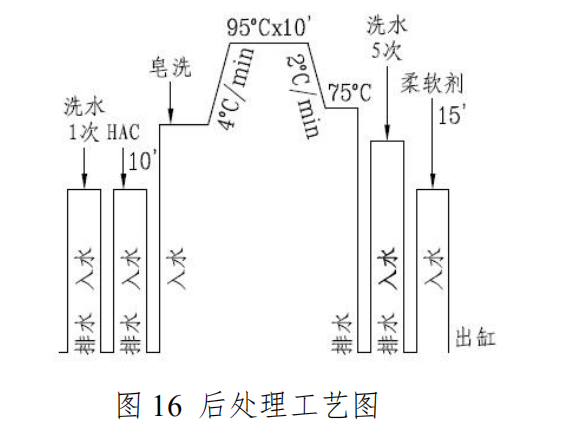 95°Cx10'
洗水
5次
皂洗
4°C/min
2°C/min
75°C
柔软剂
15'
洗水
1次
HAC
10'
入水
排水
入水
排水
入水
排水
入水
排水
入水
出缸
图 16 后处理工艺图